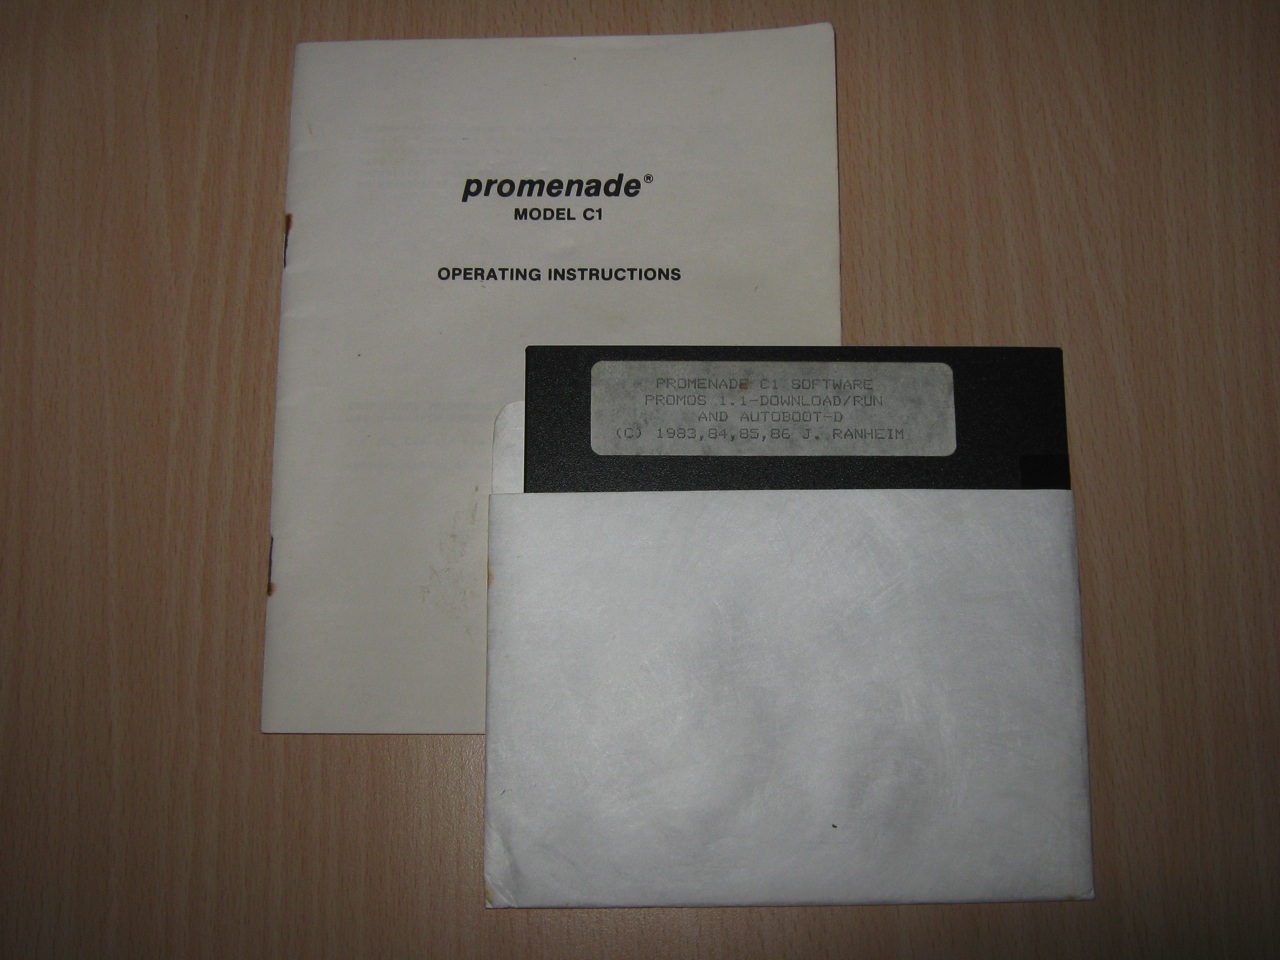 promenade®
MODEL C1
OPERATING INSTRUCTIONS
PROMENADE C1 SOFTWARE
PROMOS 1.1-DOWNLOAD/RUN
AND AUTOBOOT-D
(C) 1983,84,85,86 J. RANHEIM